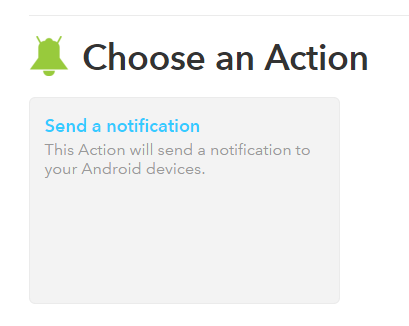 Choose an Action
Send a notification
This Action will send a notification to
your Android devices.